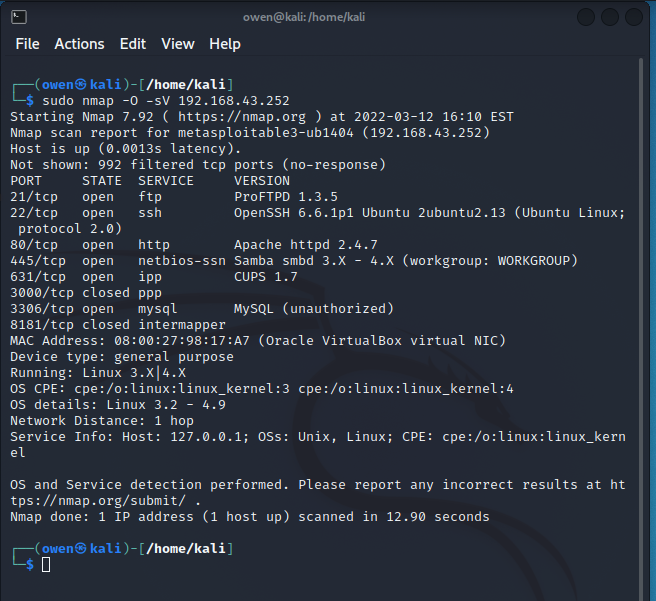 owen@kali: /home/kali
File Actions Edit View Help
┌──(owen㉿kali)-[/home/kali]
└─$ sudo nmap -O -sV 192.168.43.252
Starting Nmap 7.92 ( https://nmap.org ) at 2022-03-12 16:10 EST
Nmap scan report for metasploitable3-ub1404 (192.168.43.252)
Host is up (0.0013s latency).
Not shown: 992 filtered tcp ports (no-response)
PORT     STATE  SERVICE     VERSION
21/tcp   open   ftp         ProFTPD 1.3.5
22/tcp   open   ssh         OpenSSH 6.6.1p1 Ubuntu 2ubuntu2.13 (Ubuntu Linux;
 protocol 2.0)
80/tcp   open   http        Apache httpd 2.4.7
445/tcp  open   netbios-ssn Samba smbd 3.X - 4.X (workgroup: WORKGROUP)
631/tcp  open   ipp         CUPS 1.7
3000/tcp closed ppp
3306/tcp open   mysql       MySQL (unauthorized)
8181/tcp closed intermapper
MAC Address: 08:00:27:98:17:A7 (Oracle VirtualBox virtual NIC)
Device type: general purpose
Running: Linux 3.X|4.X
OS CPE: cpe:/o:linux:linux_kernel:3 cpe:/o:linux:linux_kernel:4
OS details: Linux 3.2 - 4.9
Network Distance: 1 hop
Service Info: Host: 127.0.0.1; OSs: Unix, Linux; CPE: cpe:/o:linux:linux_kern
el
OS and Service detection performed. Please report any incorrect results at ht
tps://nmap.org/submit/ .
Nmap done: 1 IP address (1 host up) scanned in 12.90 seconds
┌──(owen㉿kali)-[/home/kali]
└─$